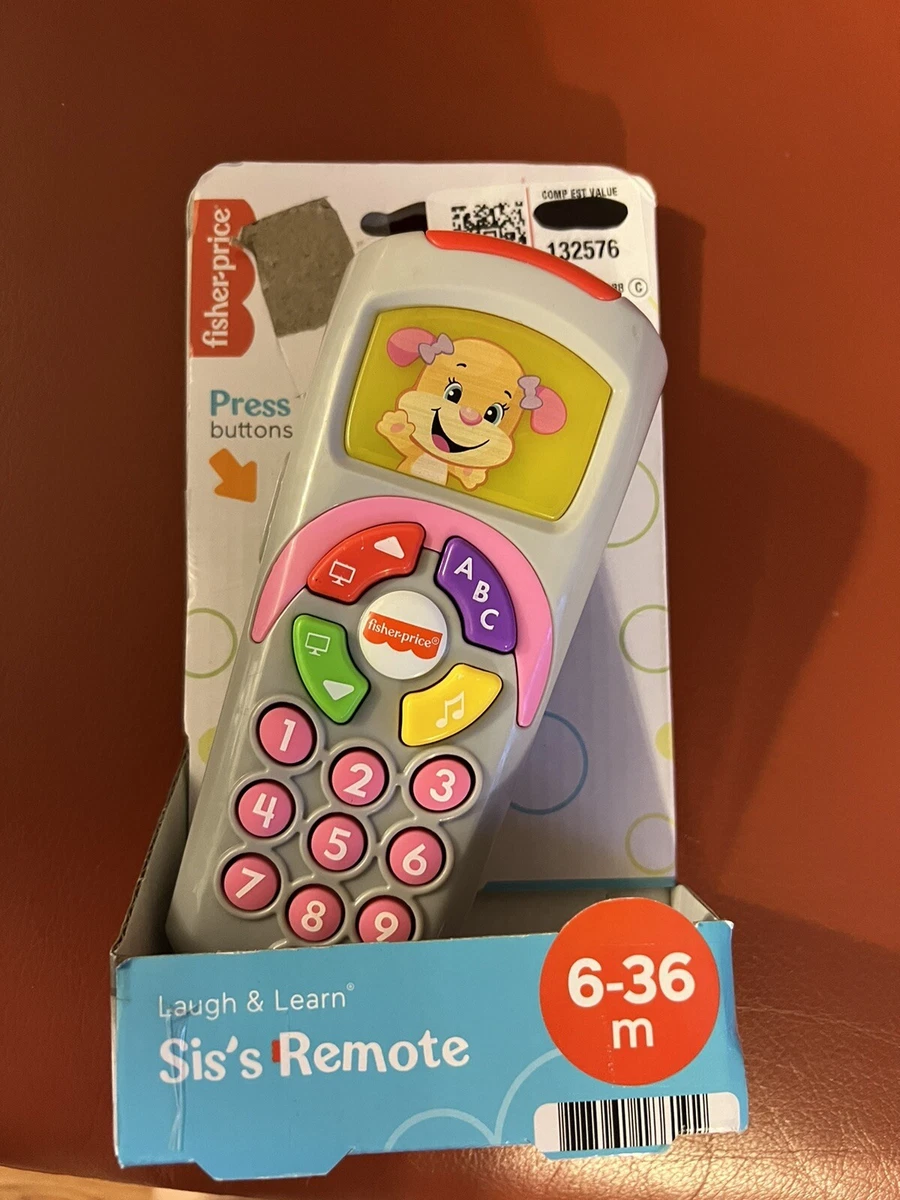 fisher-price®
COMP EST VALUE
132576
88 C
Press
buttons
A
B
C
fisher-price®
1
2
3
4
5
6
7
8
9
Laugh & Learn®
Sis's Remote
6-36
m